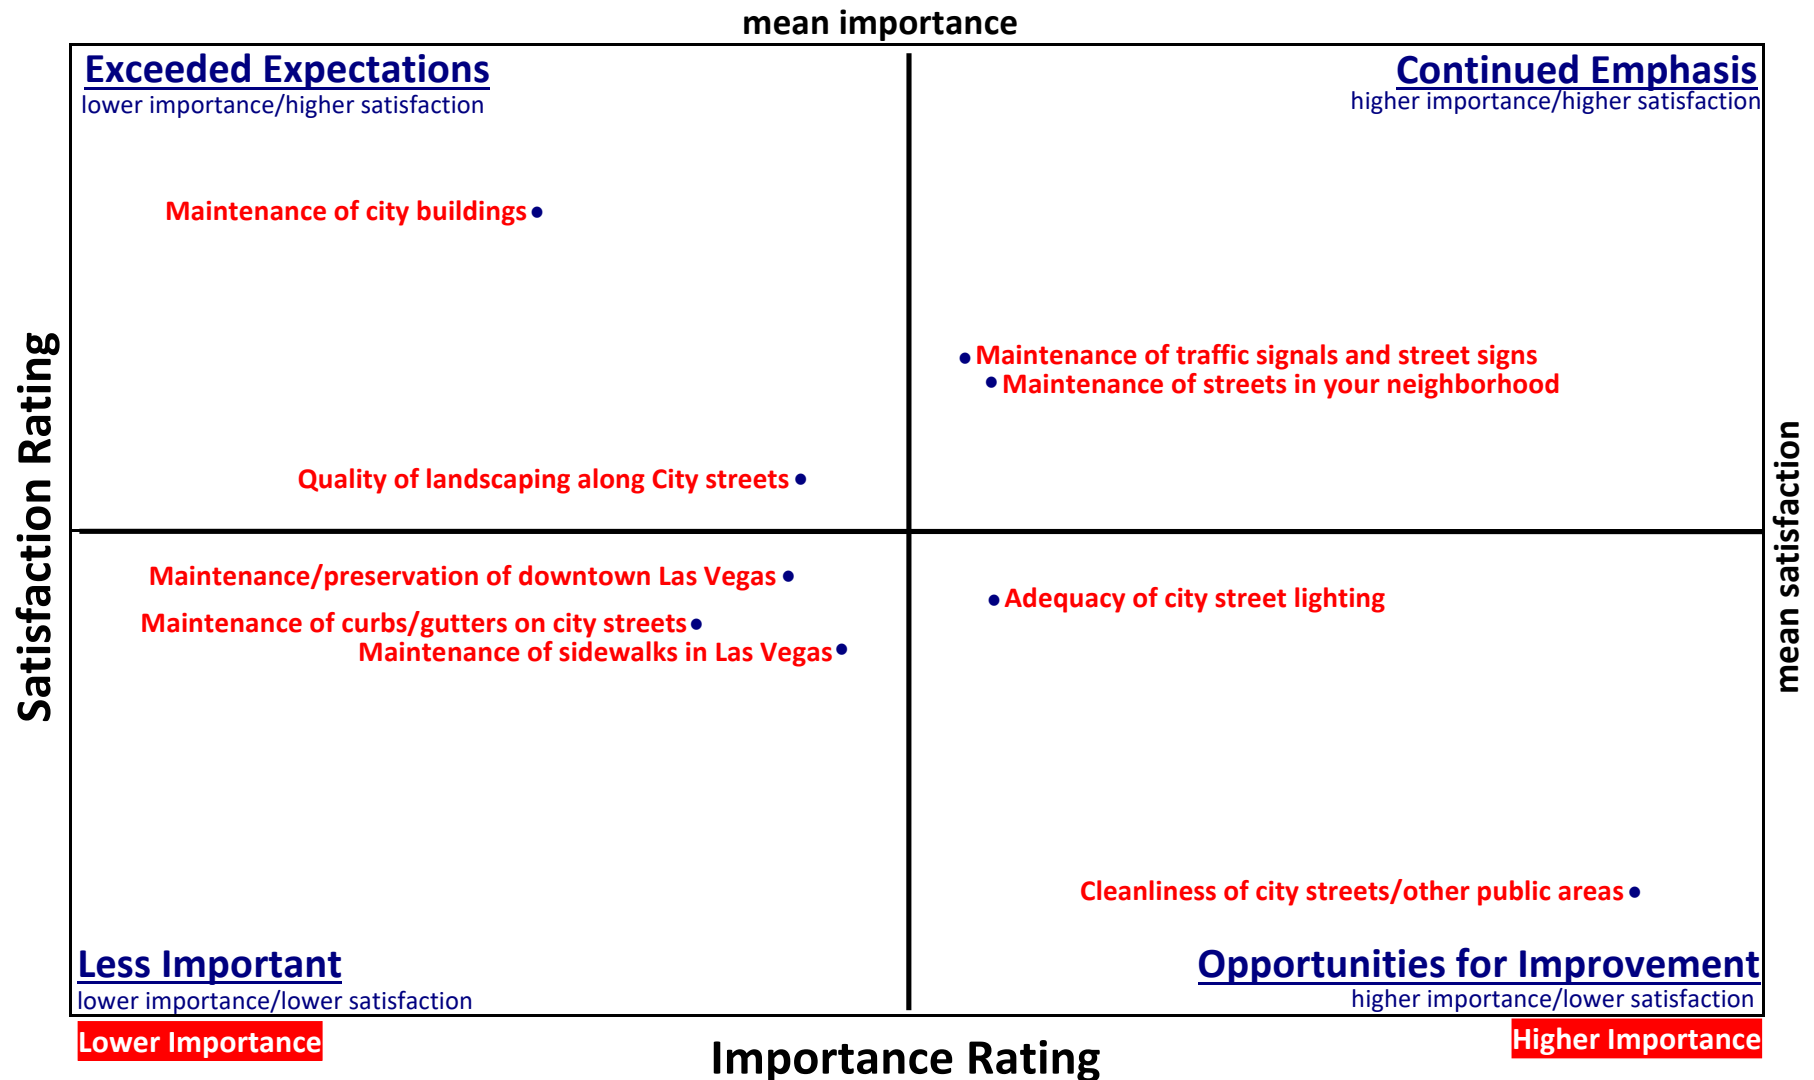 mean importance
Exceeded Expectations
lower importance/higher satisfaction
Continued Emphasis
higher importance/higher satisfaction
Maintenance of city buildings
Maintenance of traffic signals and street signs
Maintenance of streets in your neighborhood
Quality of landscaping along City streets
Satisfaction Rating
mean satisfaction
Maintenance/preservation of downtown Las Vegas
Adequacy of city street lighting
Maintenance of curbs/gutters on city streets
Maintenance of sidewalks in Las Vegas
Cleanliness of city streets/other public areas
Less Important
lower importance/lower satisfaction
Opportunities for Improvement
higher importance/lower satisfaction
Lower Importance
Importance Rating
Higher Importance